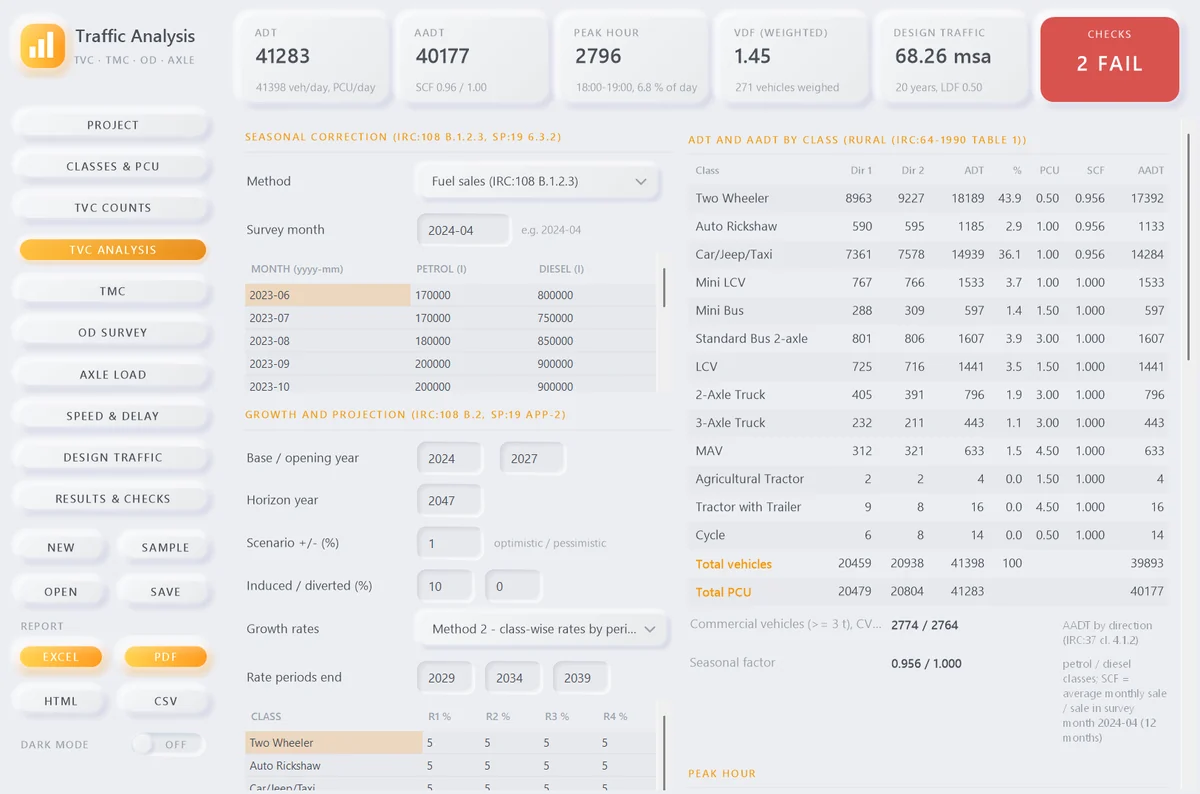 Traffic Analysis
TVC · TMC · OD · AXLE
PROJECT
CLASSES & PCU
TVC COUNTS
TVC ANALYSIS
TMC
OD SURVEY
AXLE LOAD
SPEED & DELAY
DESIGN TRAFFIC
RESULTS & CHECKS
NEW SAMPLE
OPEN SAVE
REPORT
EXCEL PDF
HTML CSV
DARK MODE OFF
ADT
41283
41398 veh/day, PCU/day
AADT
40177
SCF 0.96 / 1.00
PEAK HOUR
2796
18:00-19:00, 6.8 % of day
VDF (WEIGHTED)
1.45
271 vehicles weighed
DESIGN TRAFFIC
68.26 msa
20 years, LDF 0.50
CHECKS
2 FAIL
SEASONAL CORRECTION (IRC:108 B.1.2.3, SP:19 6.3.2)
Method Fuel sales (IRC:108 B.1.2.3)
Survey month 2024-04 e.g. 2024-04
MONTH (yyyy-mm) PETROL (l) DIESEL (l)
2023-06 170000 800000
2023-07 170000 750000
2023-08 180000 850000
2023-09 200000 900000
2023-10 200000 900000
GROWTH AND PROJECTION (IRC:108 B.2, SP:19 APP-2)
Base / opening year 2024 2027
Horizon year 2047
Scenario +/- (%) 1 optimistic / pessimistic
Induced / diverted (%) 10 0
Growth rates Method 2 - class-wise rates by peri...
Rate periods end 2029 2034 2039
CLASS R1 % R2 % R3 % R4 %
Two Wheeler 5 5 5 5
Auto Rickshaw 5 5 5 5
Car/Jeep/Taxi 5 5 5 5
ADT AND AADT BY CLASS (RURAL (IRC:64-1990 TABLE 1))
Class Dir 1 Dir 2 ADT % PCU SCF AADT
Two Wheeler 8963 9227 18189 43.9 0.50 0.956 17392
Auto Rickshaw 590 595 1185 2.9 1.00 0.956 1133
Car/Jeep/Taxi 7361 7578 14939 36.1 1.00 0.956 14284
Mini LCV 767 766 1533 3.7 1.00 1.000 1533
Mini Bus 288 309 597 1.4 1.50 1.000 597
Standard Bus 2-axle 801 806 1607 3.9 3.00 1.000 1607
LCV 725 716 1441 3.5 1.50 1.000 1441
2-Axle Truck 405 391 796 1.9 3.00 1.000 796
3-Axle Truck 232 211 443 1.1 3.00 1.000 443
MAV 312 321 633 1.5 4.50 1.000 633
Agricultural Tractor 2 2 4 0.0 1.50 1.000 4
Tractor with Trailer 9 8 16 0.0 4.50 1.000 16
Cycle 6 8 14 0.0 0.50 1.000 14
Total vehicles 20459 20938 41398 100 39893
Total PCU 20479 20804 41283 40177
Commercial vehicles (>= 3 t), CV... 2774 / 2764
AADT by direction
(IRC:37 cl. 4.1.2)
Seasonal factor 0.956 / 1.000
petrol / diesel
classes; SCF =
average monthly sale
/ sale in survey
month 2024-04 (12
months)
PEAK HOUR